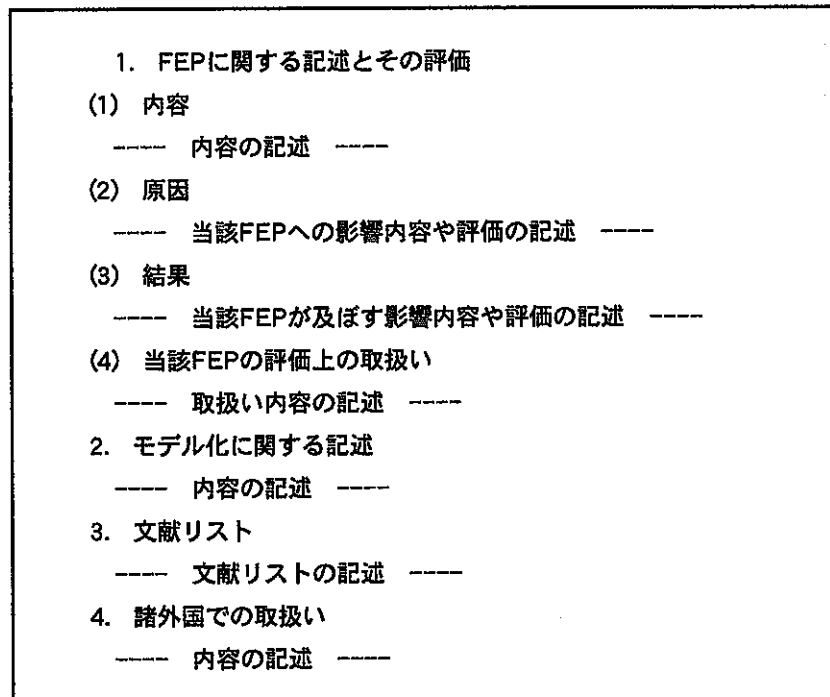 1. FEPに関する記述とその評価
(1) 内容
---- 内容の記述 ----
(2) 原因
---- 当該FEPへの影響内容や評価の記述 ----
(3) 結果
---- 当該FEPが及ぼす影響内容や評価の記述 ----
(4) 当該FEPの評価上の取扱い
---- 取扱い内容の記述 ----
2. モデル化に関する記述
---- 内容の記述 ----
3. 文献リスト
---- 文献リストの記述 ----
4. 諸外国での取扱い
---- 内容の記述 ----